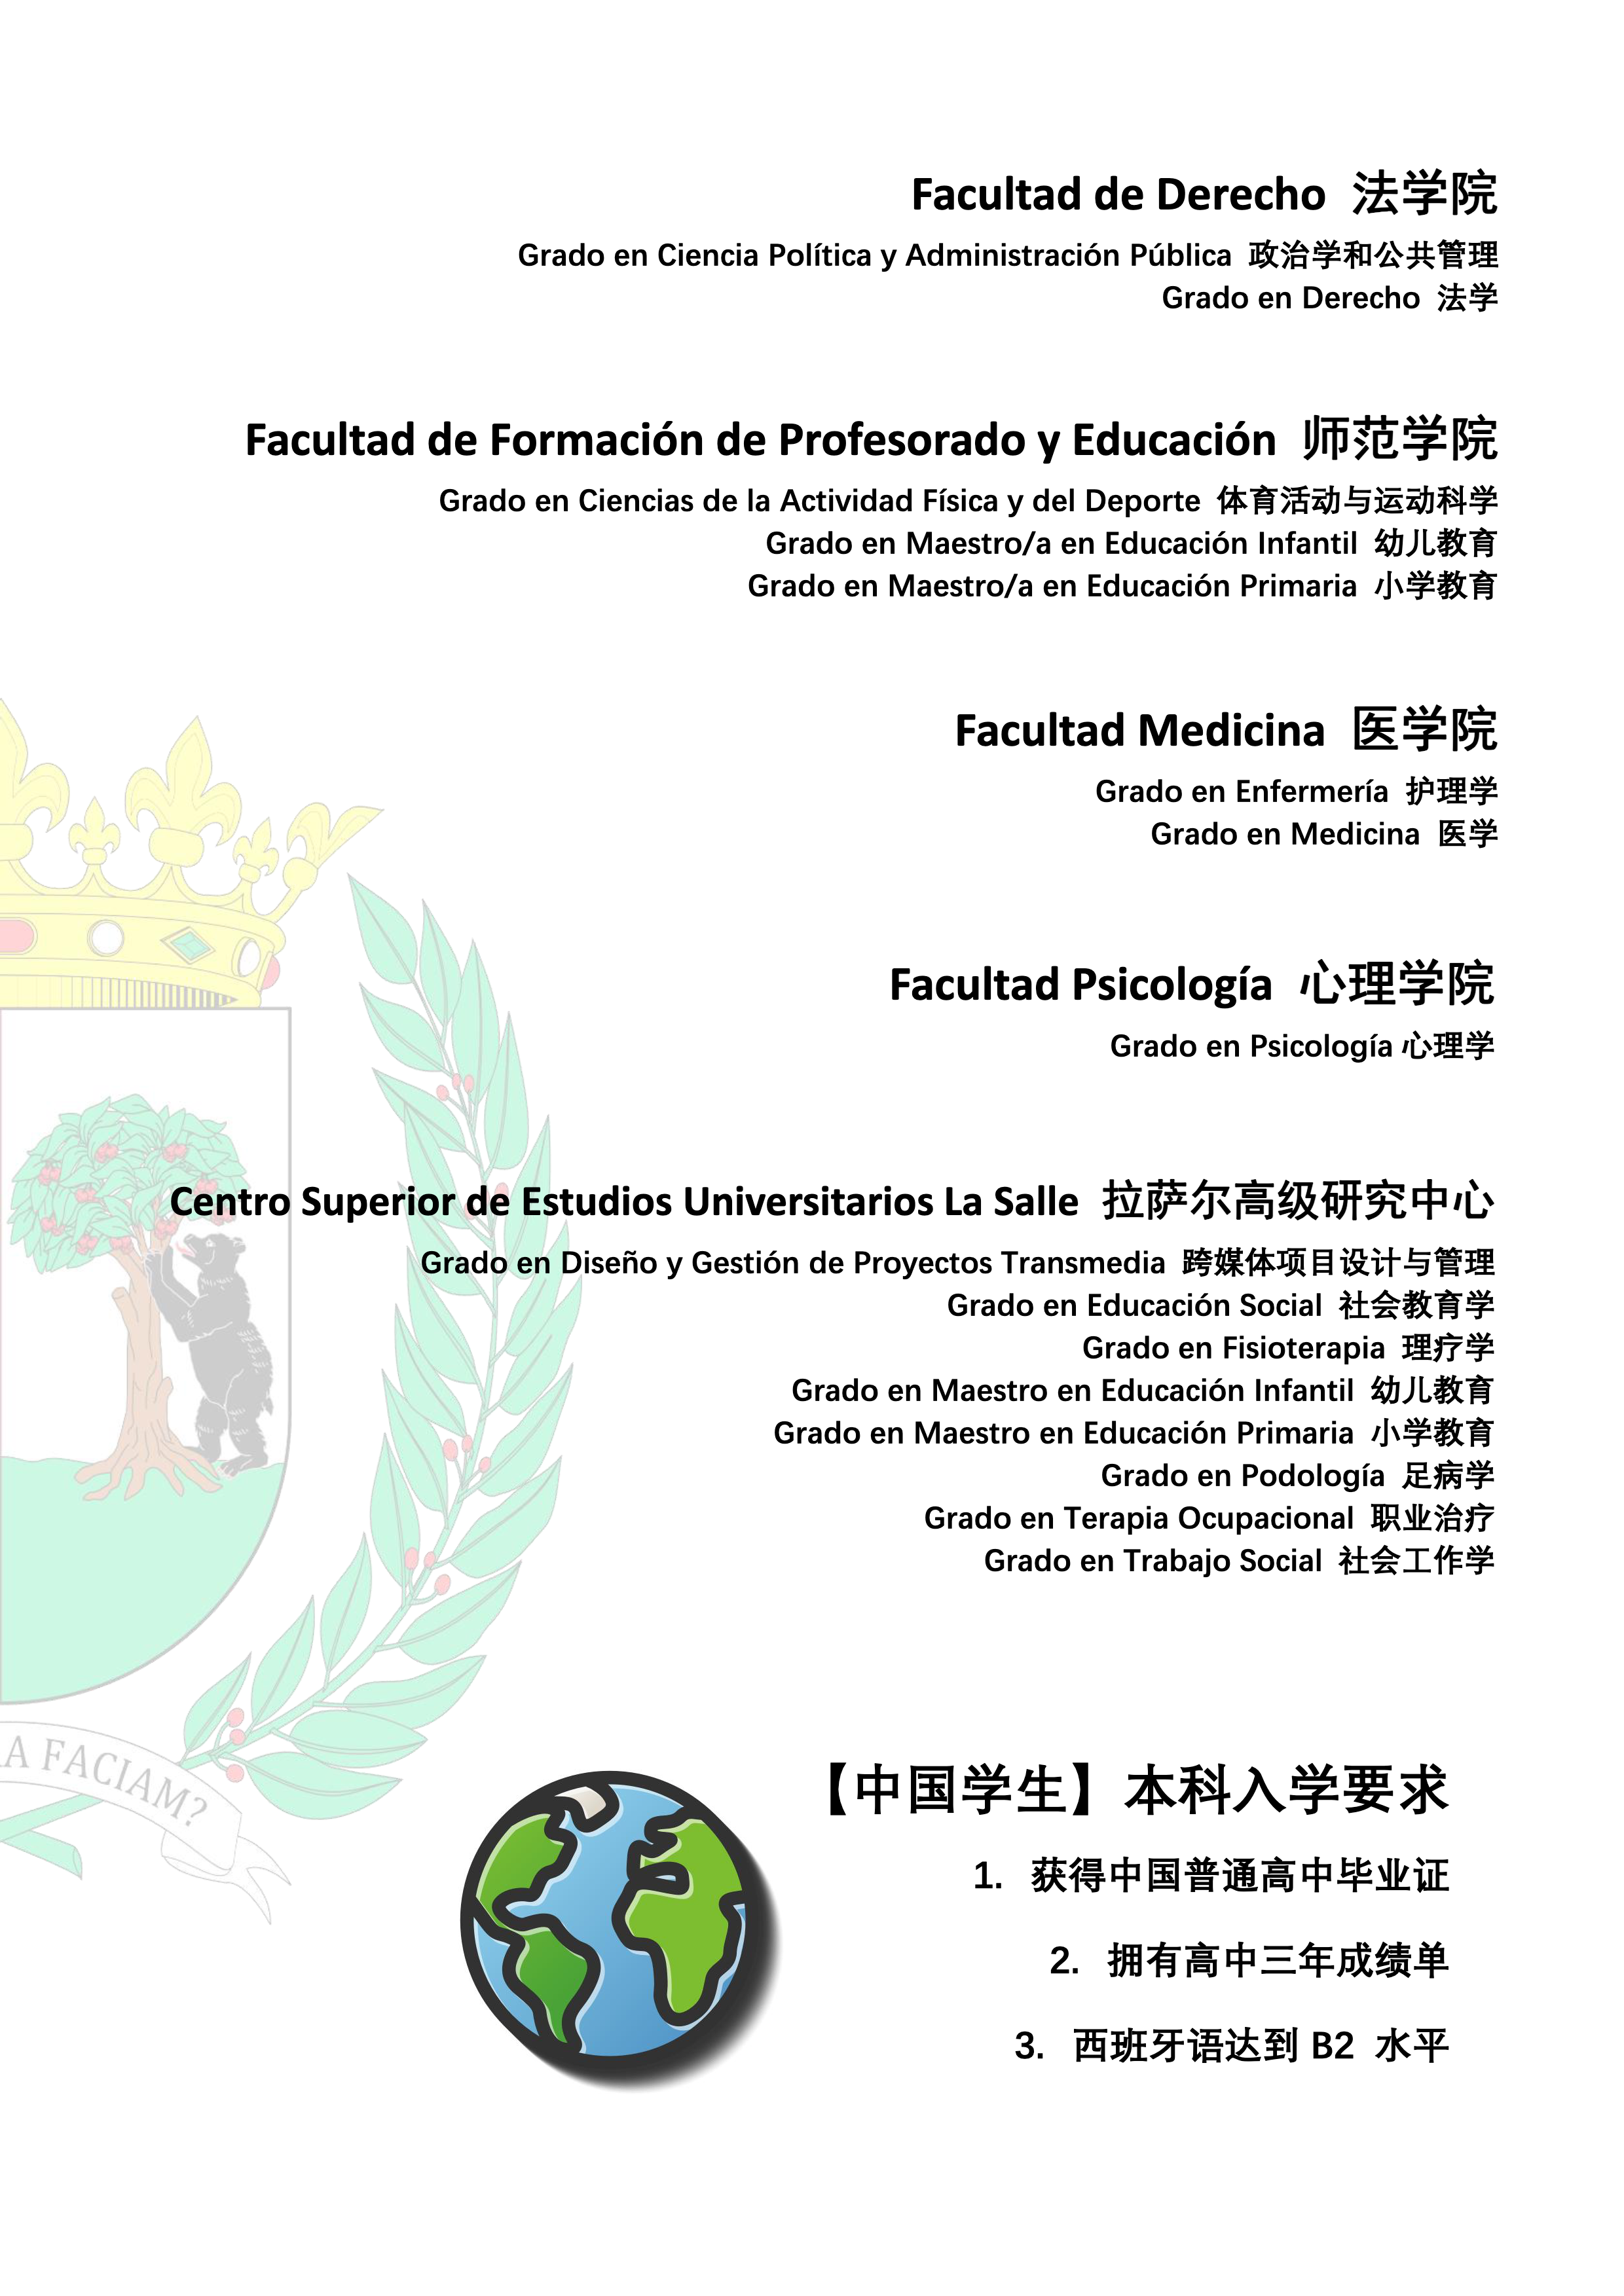 Facultad de Derecho 法学院
Grado en Ciencia Política y Administración Pública 政治学和公共管理
Grado en Derecho 法学
Facultad de Formación de Profesorado y Educación 师范学院
Grado en Ciencias de la Actividad Física y del Deporte 体育活动与运动科学
Grado en Maestro/a en Educación Infantil 幼儿教育
Grado en Maestro/a en Educación Primaria 小学教育
Facultad Medicina 医学院
Grado en Enfermería 护理学
Grado en Medicina 医学
Facultad Psicología 心理学院
Grado en Psicología 心理学
Centro Superior de Estudios Universitarios La Salle 拉萨尔高级研究中心
Grado en Diseño y Gestión de Proyectos Transmedia 跨媒体项目设计与管理
Grado en Educación Social 社会教育学
Grado en Fisioterapia 理疗学
Grado en Maestro en Educación Infantil 幼儿教育
Grado en Maestro en Educación Primaria 小学教育
Grado en Podología 足病学
Grado en Terapia Ocupacional 职业治疗
Grado en Trabajo Social 社会工作学
A FACIAM?
【中国学生】本科入学要求
1. 获得中国普通高中毕业证
2. 拥有高中三年成绩单
3. 西班牙语达到 B2 水平